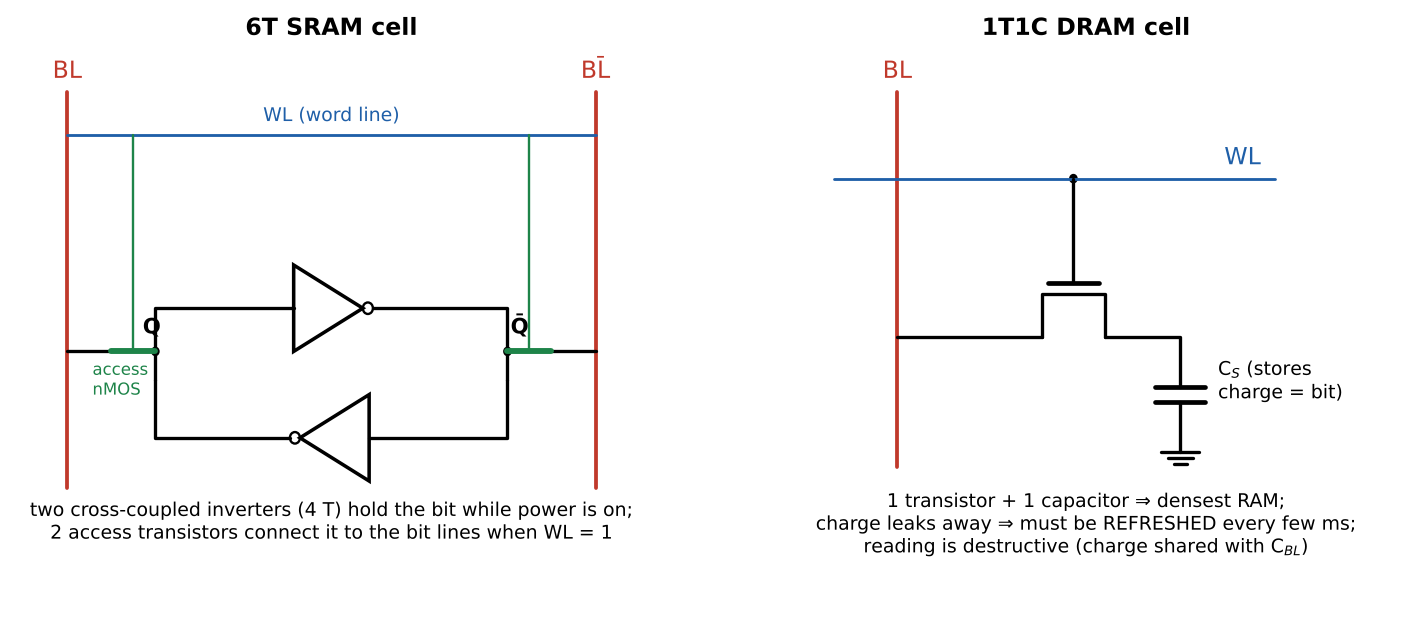 6T SRAM cell
BL
BL̄
WL (word line)
Q
Q̄
access
nMOS
two cross-coupled inverters (4 T) hold the bit while power is on;
2 access transistors connect it to the bit lines when WL = 1
1T1C DRAM cell
BL
WL
C_S (stores
charge = bit)
1 transistor + 1 capacitor ⇒ densest RAM;
charge leaks away ⇒ must be REFRESHED every few ms;
reading is destructive (charge shared with C_BL)